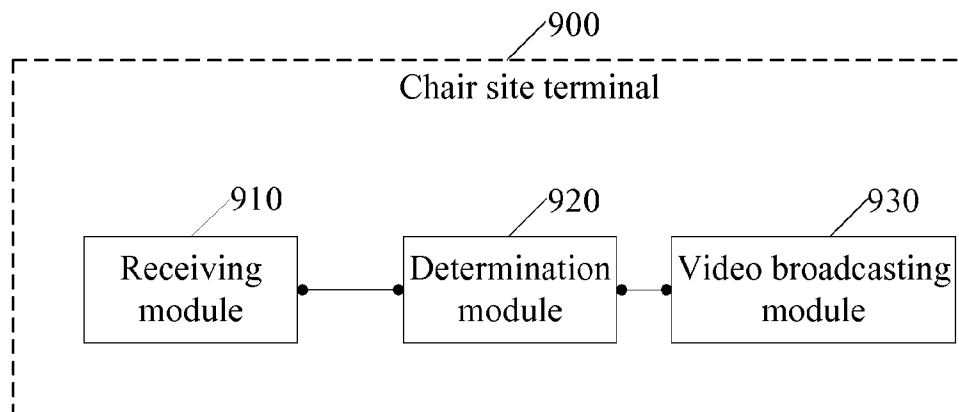 900
Chair site terminal
910
920
930
Receiving
module
Determination
module
Video broadcasting
module